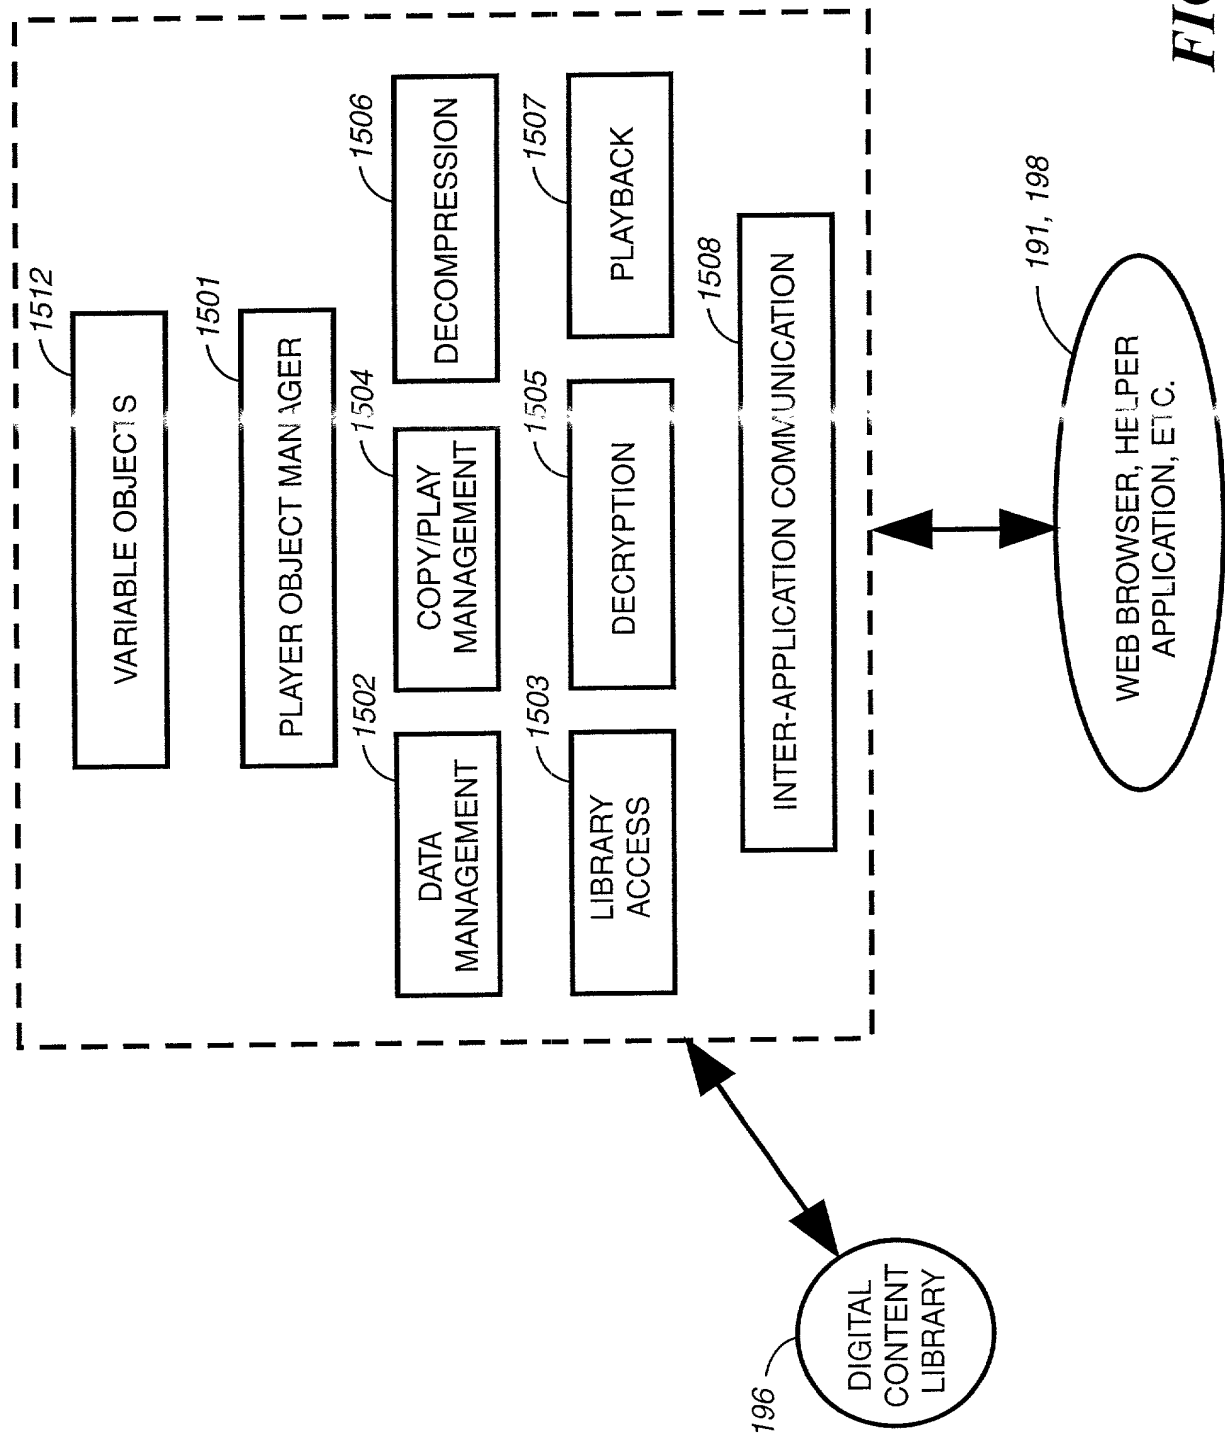 1512
VARIABLE OBJECTS
1501
PLAYER OBJECT MANAGER
1502
DATA
MANAGEMENT
1504
COPY/PLAY
MANAGEMENT
1506
DECOMPRESSION
1503
LIBRARY
ACCESS
1505
DECRYPTION
1507
PLAYBACK
1508
INTER-APPLICATION COMMUNICATION
196
DIGITAL
CONTENT
LIBRARY
191, 198
WEB BROWSER, HELPER
APPLICATION, ETC.